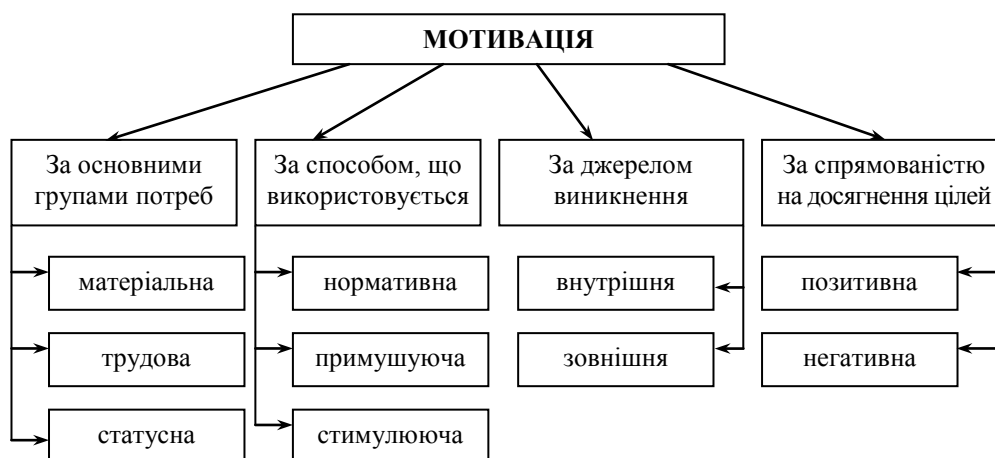 МОТИВАЦІЯ
За основними
групами потреб
матеріальна
трудова
статусна
За способом, що
використовується
нормативна
примушуюча
стимулююча
За джерелом
виникнення
внутрішня
зовнішня
За спрямованістю
на досягнення цілей
позитивна
негативна